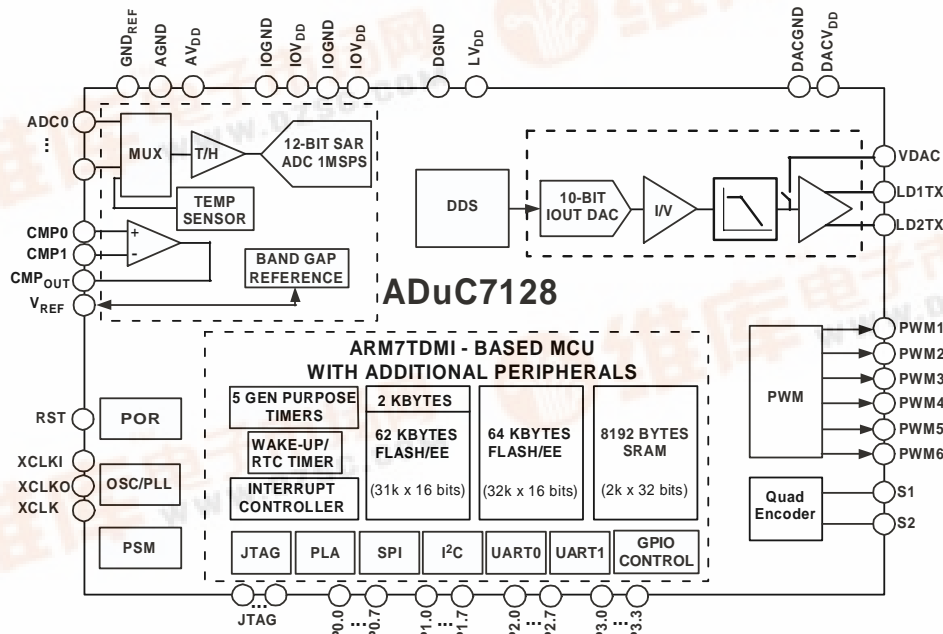 GNDREF
AGND
AVDD
IOGND
IOVDD
IOGND
IOVDD
DGND
LVDD
DACGND
DACVDD
ADC0
...
MUX
T/H
12-BIT SAR
ADC 1MSPS
TEMP
SENSOR
CMP0
CMP1
CMPOUT
VREF
+
-
BAND GAP
REFERENCE
DDS
10-BIT
IOUT DAC
I/V
VDAC
LD1TX
LD2TX
ADuC7128
ARM7TDMI - BASED MCU
WITH ADDITIONAL PERIPHERALS
5 GEN PURPOSE
TIMERS
WAKE-UP/
RTC TIMER
INTERRUPT
CONTROLLER
2 KBYTES
62 KBYTES
FLASH/EE
(31k x 16 bits)
64 KBYTES
FLASH/EE
(32k x 16 bits)
8192 BYTES
SRAM
(2k x 32 bits)
JTAG
PLA
SPI
I²C
UART0
UART1
GPIO
CONTROL
RST
POR
XCLKI
XCLKO
XCLK
OSC/PLL
PSM
PWM
PWM1
PWM2
PWM3
PWM4
PWM5
PWM6
Quad
Encoder
S1
S2
...
JTAG
P0.0
...
P0.7
P1.0
...
P1.7
P2.0
...
P2.7
P3.0
...
P3.3